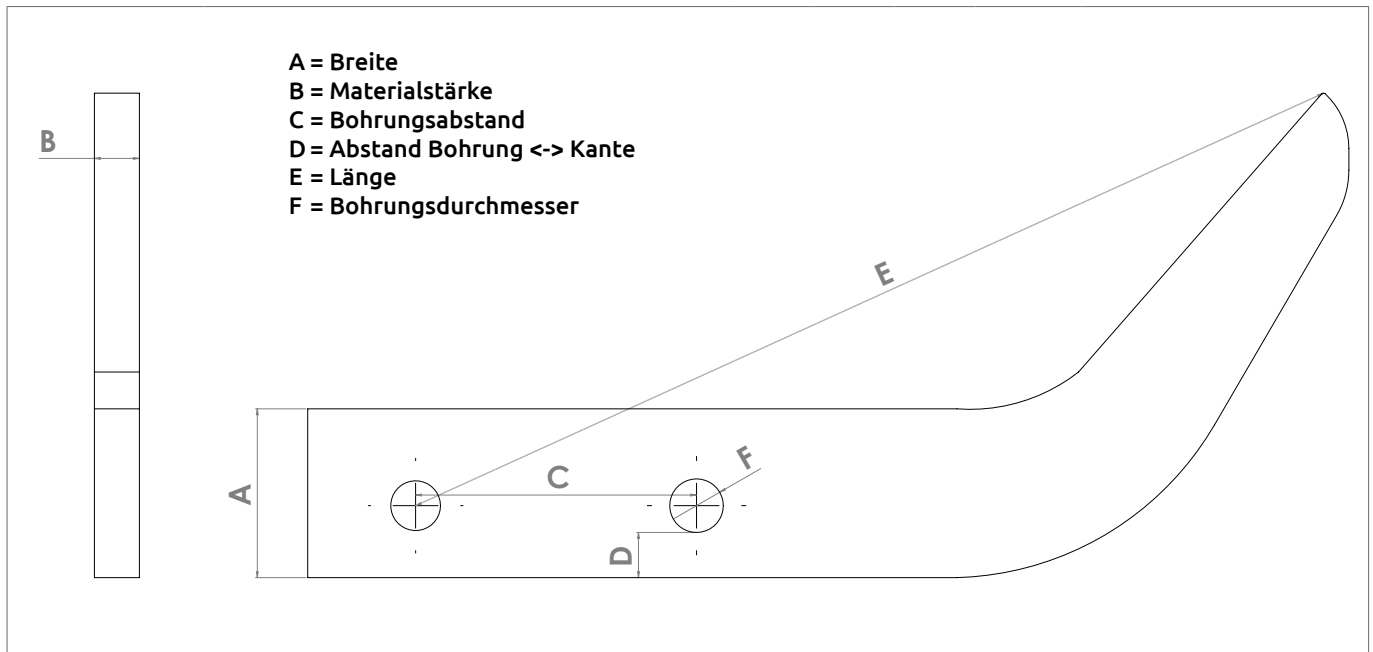 A = Breite
B = Materialstärke
C = Bohrungsabstand
D = Abstand Bohrung <-> Kante
E = Länge
F = Bohrungsdurchmesser
B
E
A
C
F
D